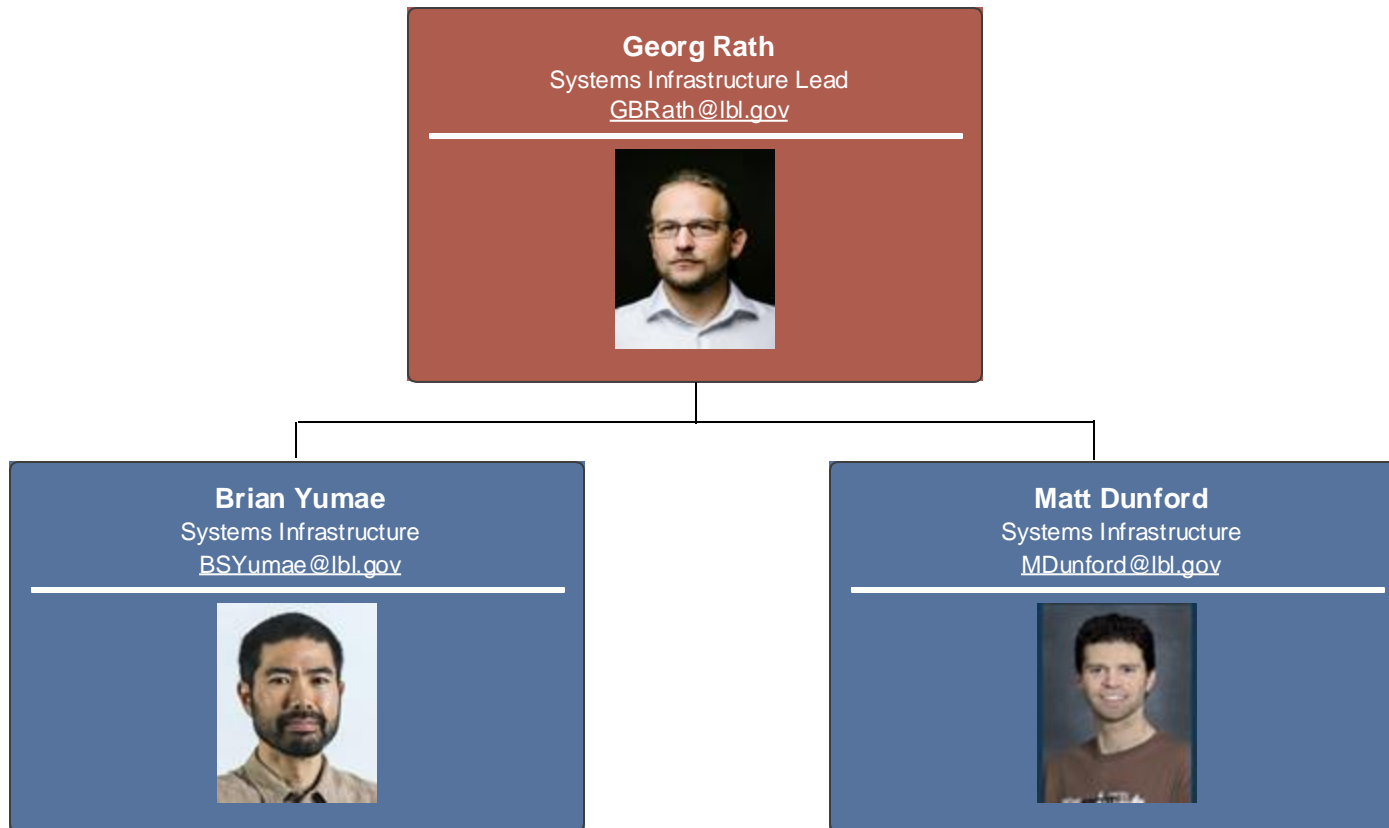 Georg Rath
Systems Infrastructure Lead
GBRath@lbl.gov
Brian Yumae
Systems Infrastructure
BSYumae@lbl.gov
Matt Dunford
Systems Infrastructure
MDunford@lbl.gov